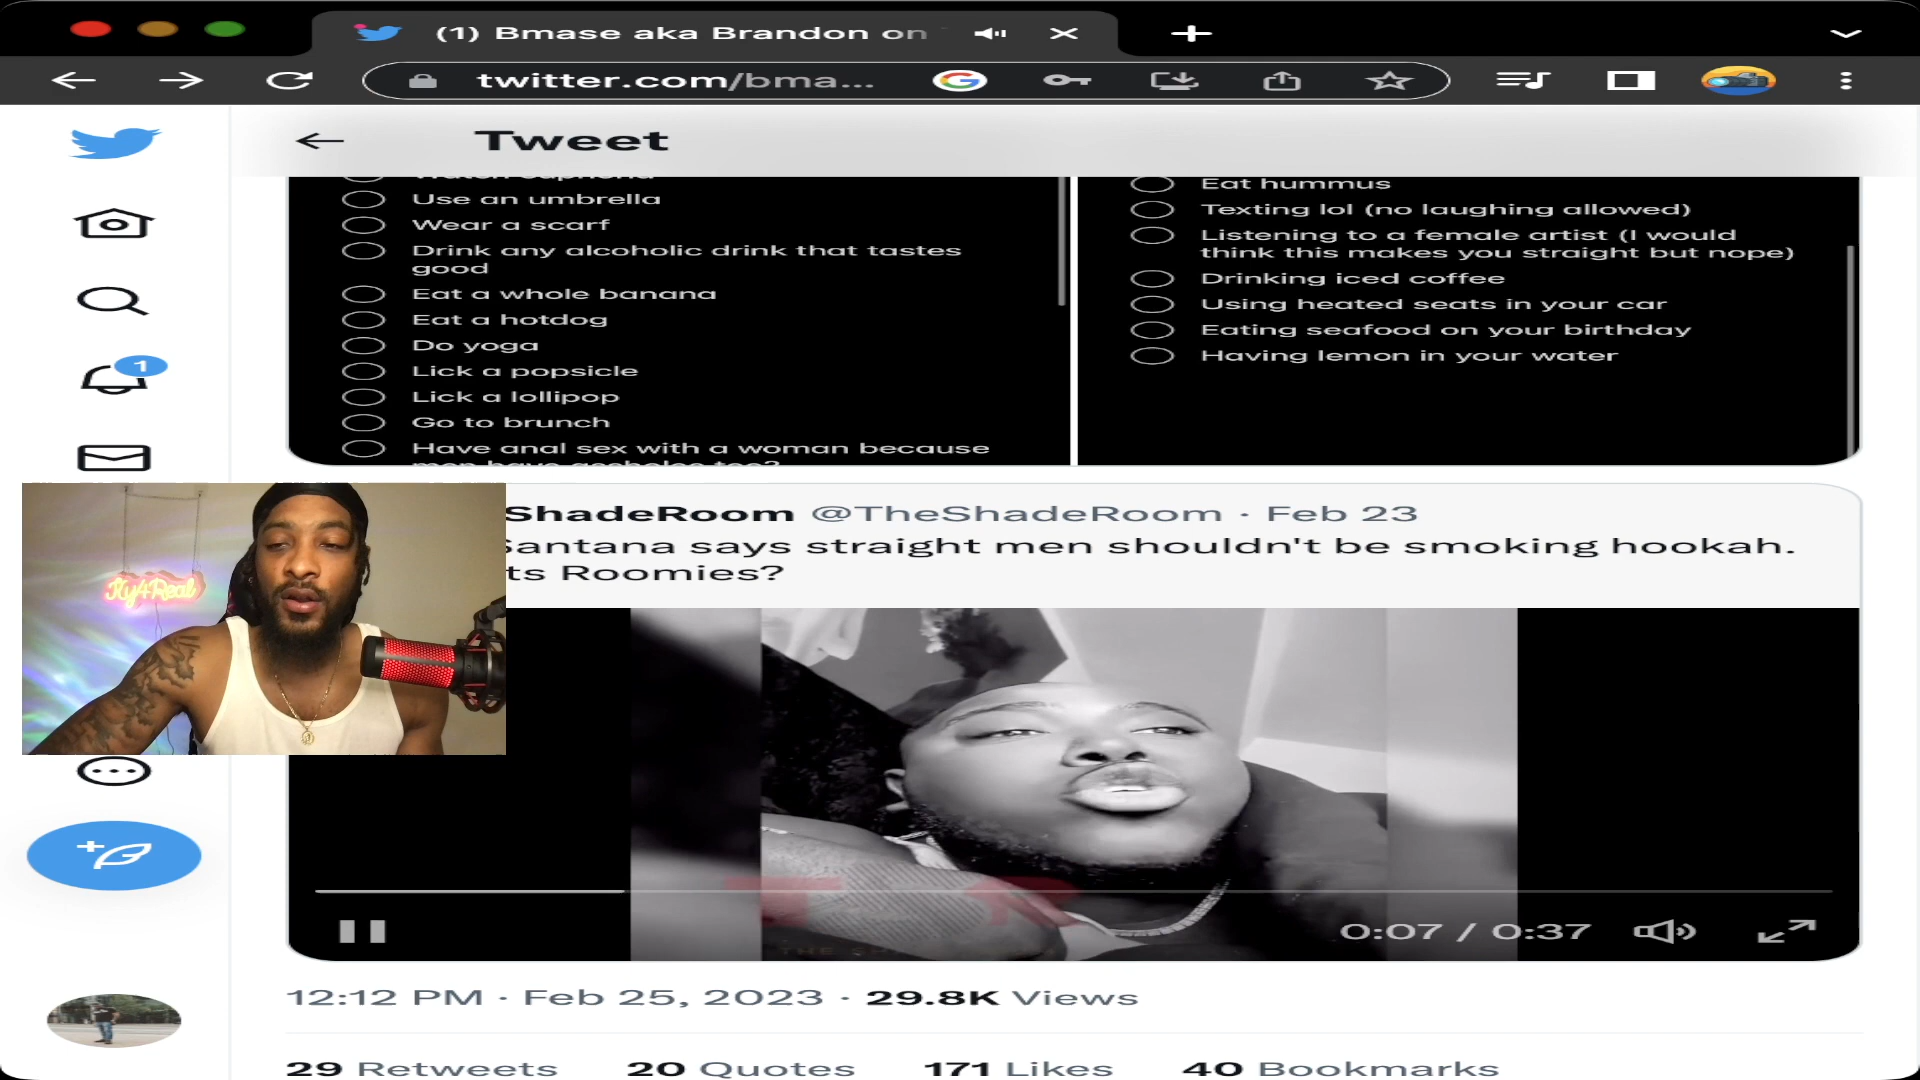 (1) Bmase aka Brandon on
twitter.com/bma...
Tweet
Use an umbrella
Wear a scarf
Drink any alcoholic drink that tastes
good
Eat a whole banana
Eat a hotdog
Do yoga
Lick a popsicle
Lick a lollipop
Go to brunch
Have anal sex with a woman because
men have assholes too?
Eat hummus
Texting lol (no laughing allowed)
Listening to a female artist (I would
think this makes you straight but nope)
Drinking iced coffee
Using heated seats in your car
Eating seafood on your birthday
Having lemon in your water
1
ShadeRoom @TheShadeRoom · Feb 23
Santana says straight men shouldn't be smoking hookah.
ts Roomies?
Ky4Real
0:07 / 0:37
12:12 PM · Feb 25, 2023 · 29.8K Views
29 Retweets 20 Quotes 171 Likes 40 Bookmarks